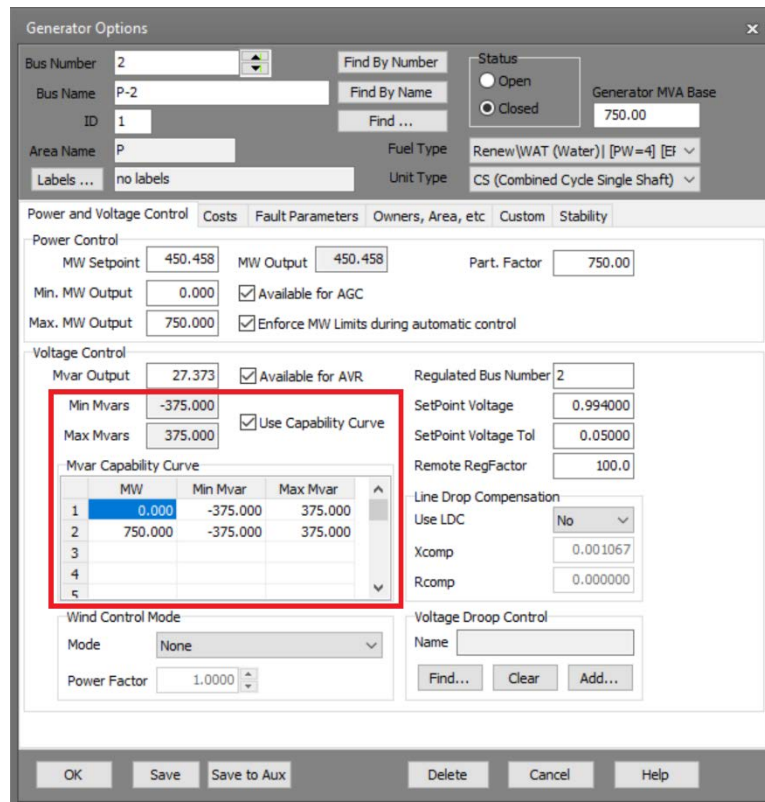 Generator Options
Bus Number 2 Find By Number Status
Open
Bus Name P-2 Find By Name Generator MVA Base
Closed
ID 1 Find ... 750.00
Area Name P Fuel Type Renew\WAT (Water)| [PW=4] [EF
Labels ... no labels Unit Type CS (Combined Cycle Single Shaft)
Power and Voltage Control Costs Fault Parameters Owners, Area, etc Custom Stability
Power Control
MW Setpoint 450.458 MW Output 450.458 Part. Factor 750.00
Min. MW Output 0.000 Available for AGC
Max. MW Output 750.000 Enforce MW Limits during automatic control
Voltage Control
Mvar Output 27.373 Available for AVR Regulated Bus Number 2
Min Mvars -375.000 SetPoint Voltage 0.994000
Use Capability Curve
Max Mvars 375.000 SetPoint Voltage Tol 0.05000
Mvar Capability Curve Remote RegFactor 100.0
MW Min Mvar Max Mvar
1 0.000 -375.000 375.000
2 750.000 -375.000 375.000
3
4
5
Line Drop Compensation
Use LDC No
Xcomp 0.001067
Rcomp 0.000000
Wind Control Mode
Mode None
Power Factor 1.0000
Voltage Droop Control
Name
Find... Clear Add...
OK Save Save to Aux Delete Cancel Help